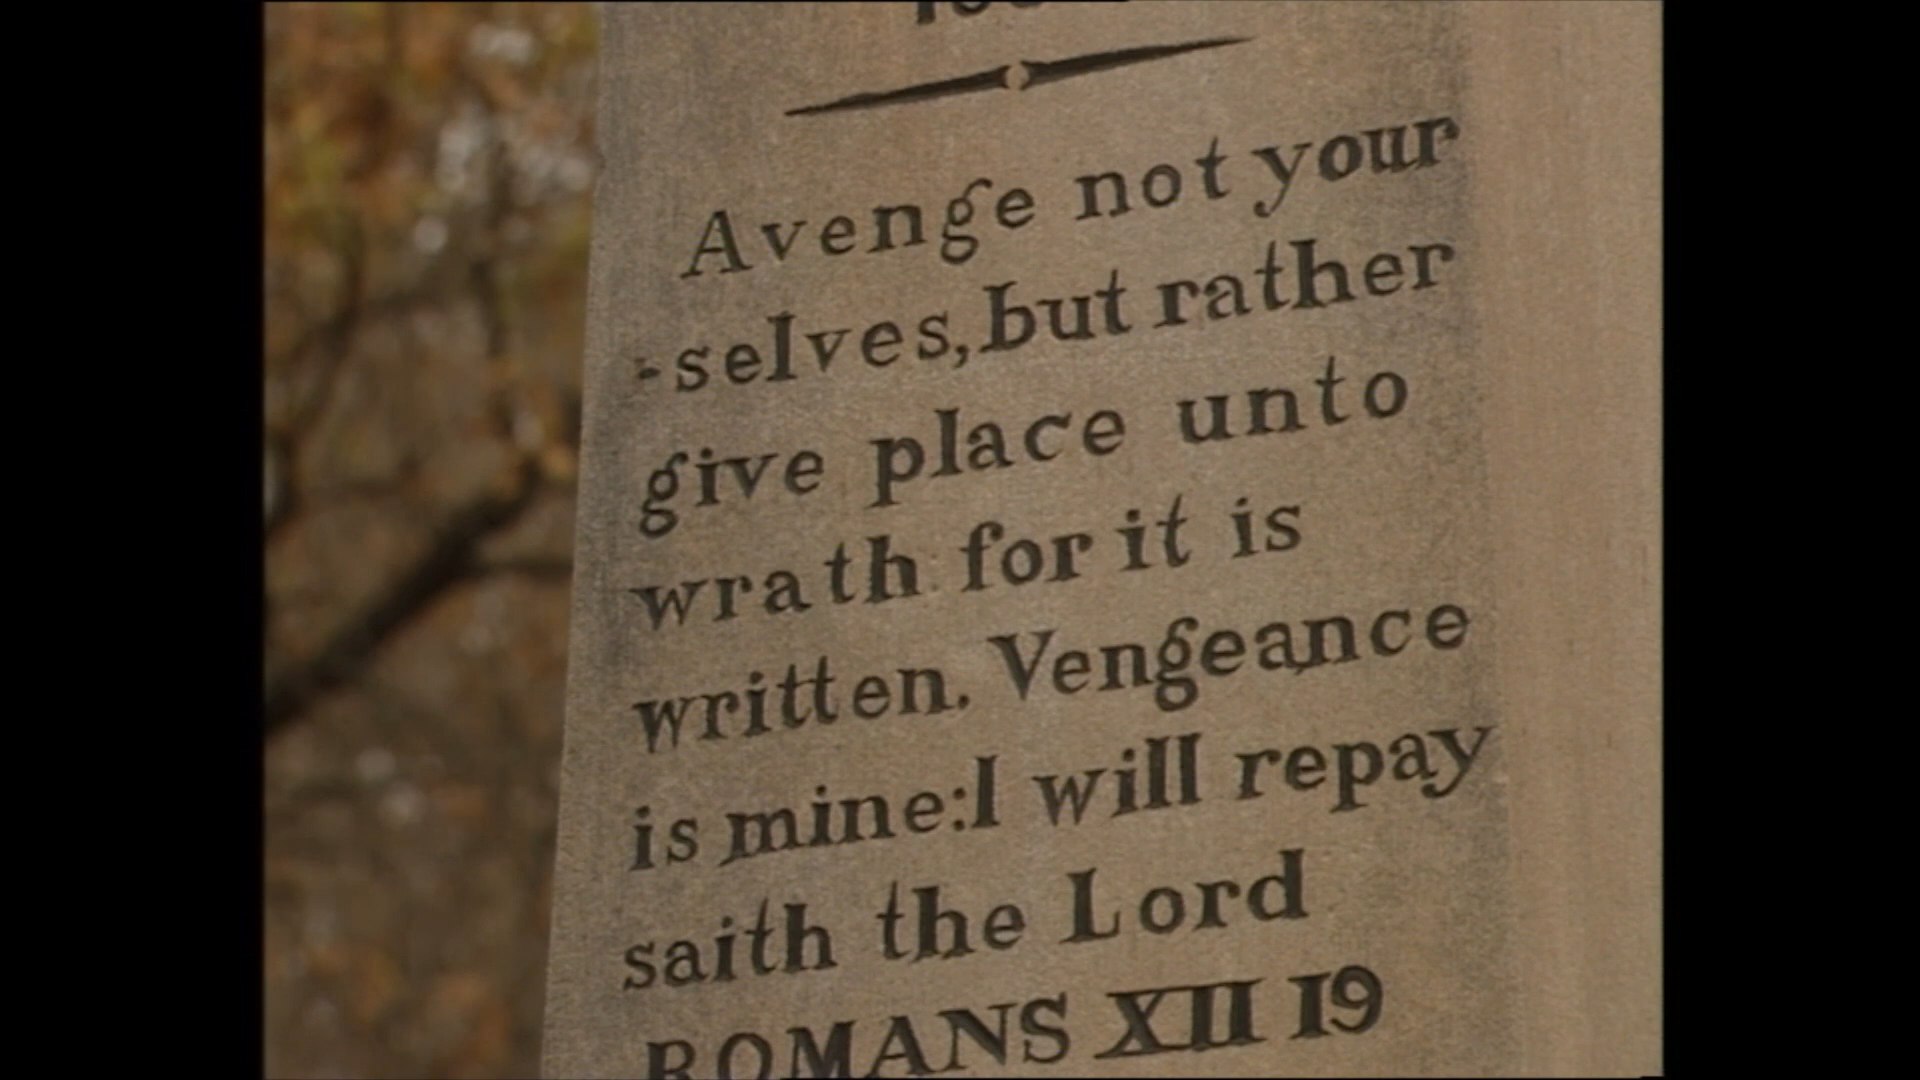 Avenge not your
-selves, but rather
give place unto
wrath for it is
written. Vengeance
is mine: I will repay
saith the Lord
ROMANS XII 19